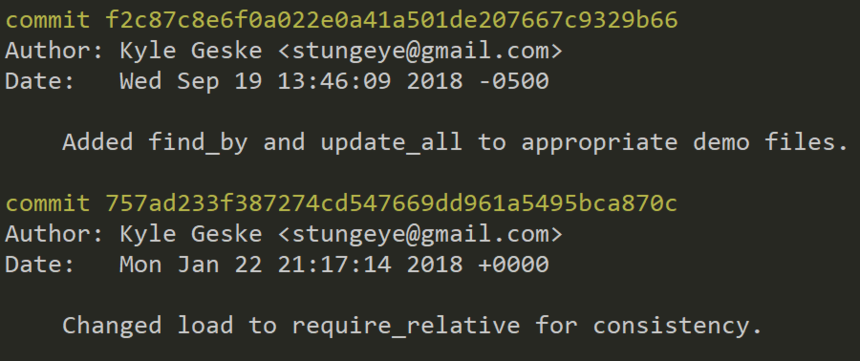 commit f2c87c8e6f0a022e0a41a501de207667c9329b66
Author: Kyle Geske <stungeye@gmail.com>
Date:   Wed Sep 19 13:46:09 2018 -0500
Added find_by and update_all to appropriate demo files.
commit 757ad233f387274cd547669dd961a5495bca870c
Author: Kyle Geske <stungeye@gmail.com>
Date:   Mon Jan 22 21:17:14 2018 +0000
Changed load to require_relative for consistency.